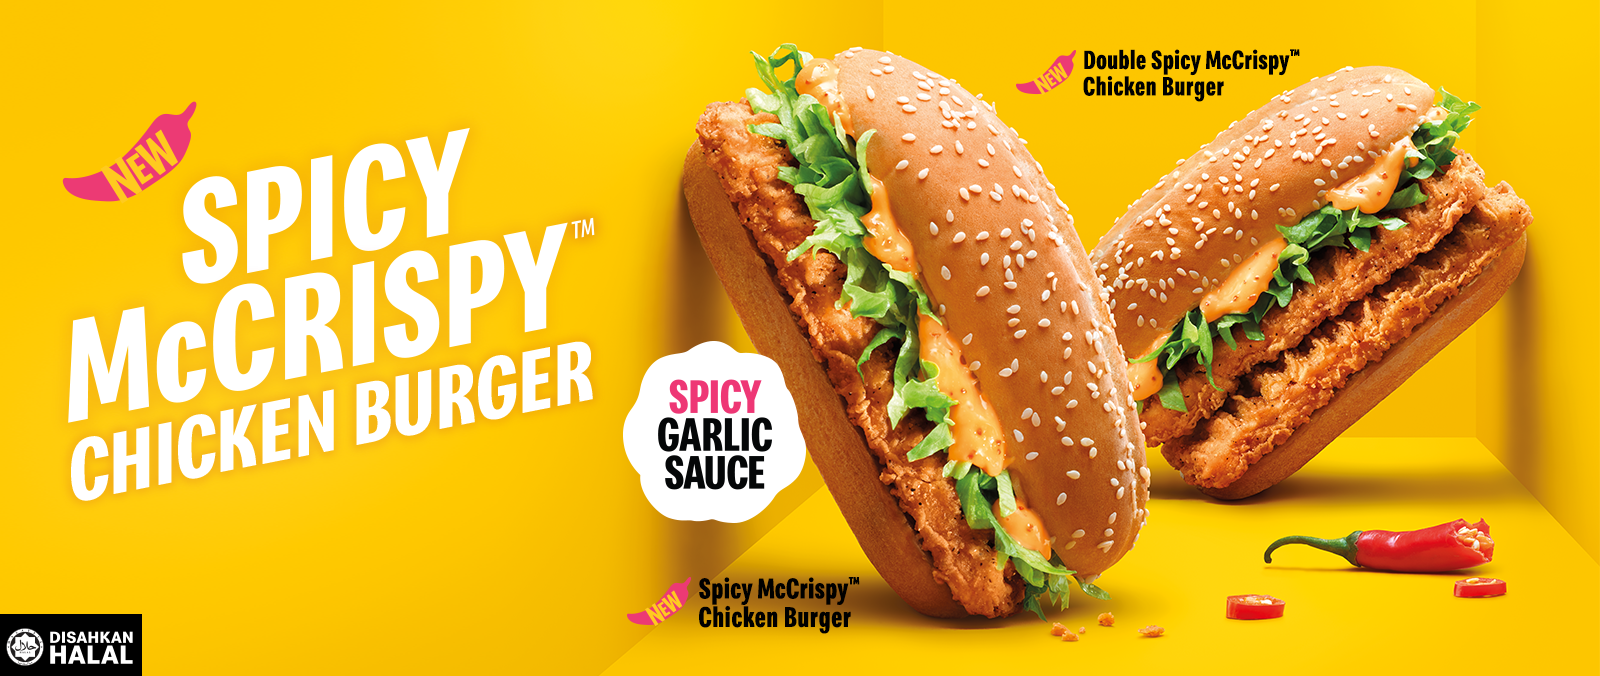 NEW
SPICY
McCRISPY™
CHICKEN BURGER
SPICY
GARLIC
SAUCE
NEW
Double Spicy McCrispy™
Chicken Burger
NEW
Spicy McCrispy™
Chicken Burger
DISAHKAN
HALAL
حلال